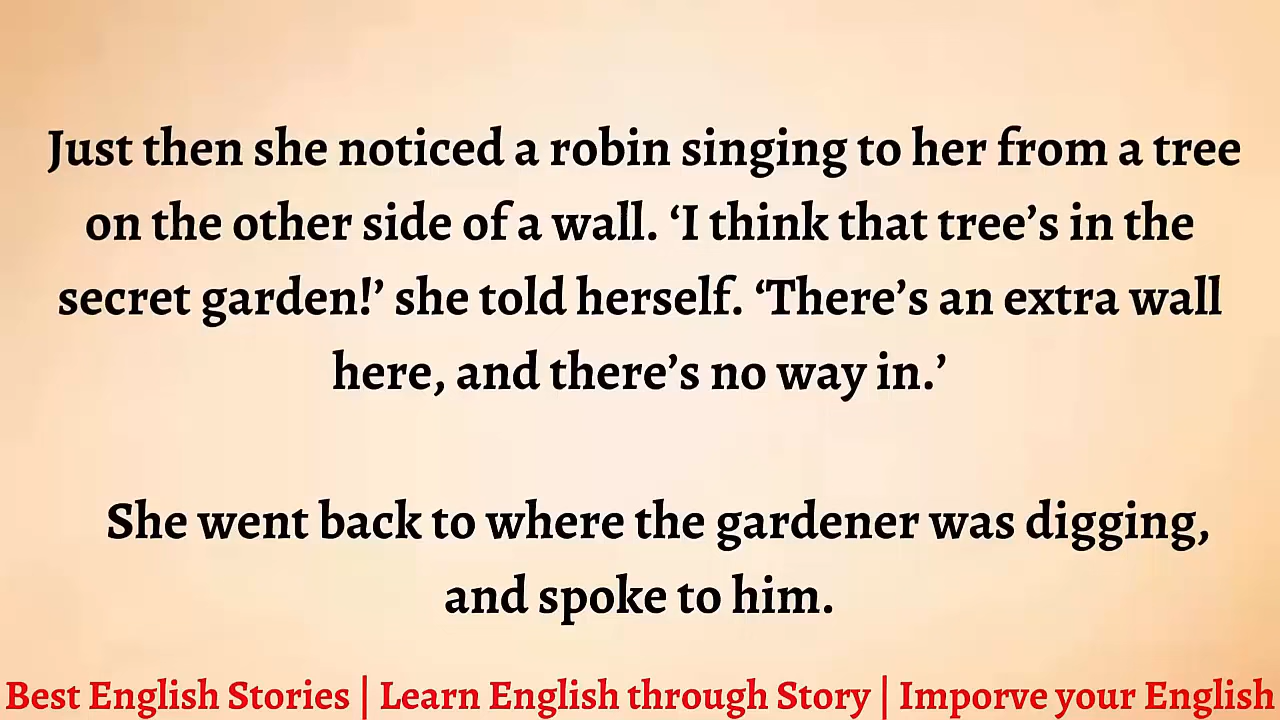 Just then she noticed a robin singing to her from a tree
on the other side of a wall. ‘I think that tree’s in the
secret garden!’ she told herself. ‘There’s an extra wall
here, and there’s no way in.’
She went back to where the gardener was digging,
and spoke to him.
Best English Stories | Learn English through Story | Imporve your English